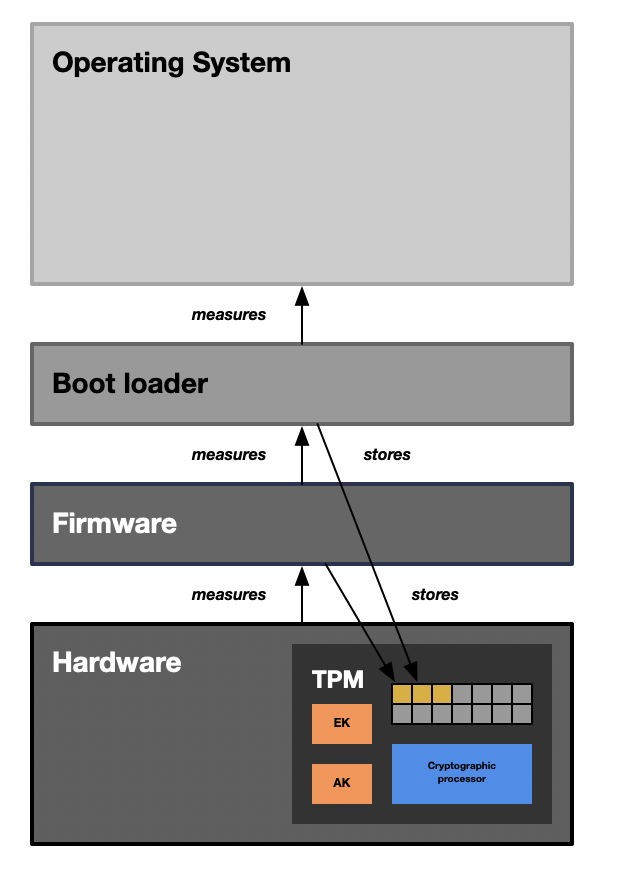 Operating System
measures
Boot loader
measures
stores
Firmware
measures
stores
Hardware
TPM
EK
AK
Cryptographic
processor